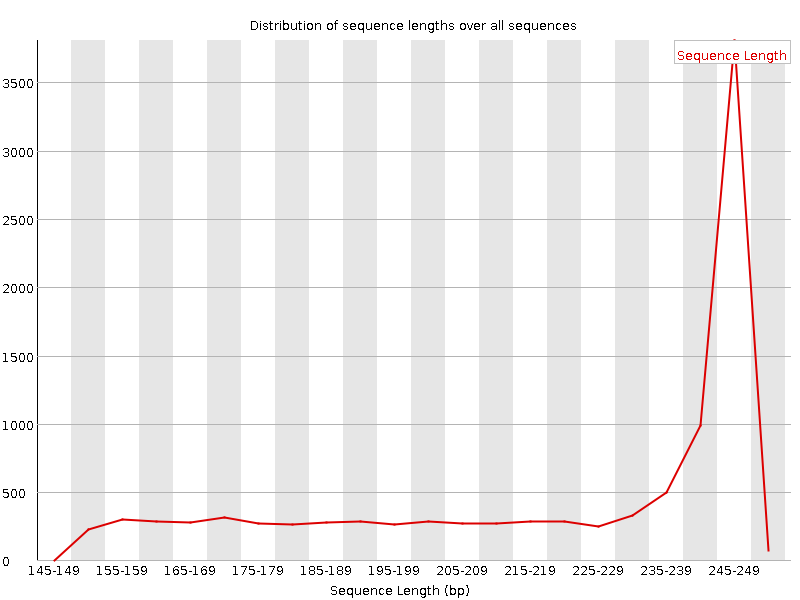 Distribution of sequence lengths over all sequences
Sequence Length
3500
3000
2500
2000
1500
1000
500
0
145-149 155-159 165-169 175-179 185-189 195-199 205-209 215-219 225-229 235-239 245-249
Sequence Length (bp)